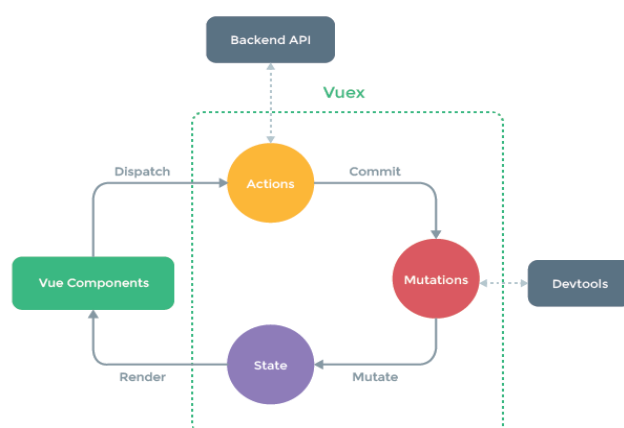 Backend API
Vuex
Dispatch
Commit
Actions
Vue Components
Mutations
Devtools
State
Render
Mutate